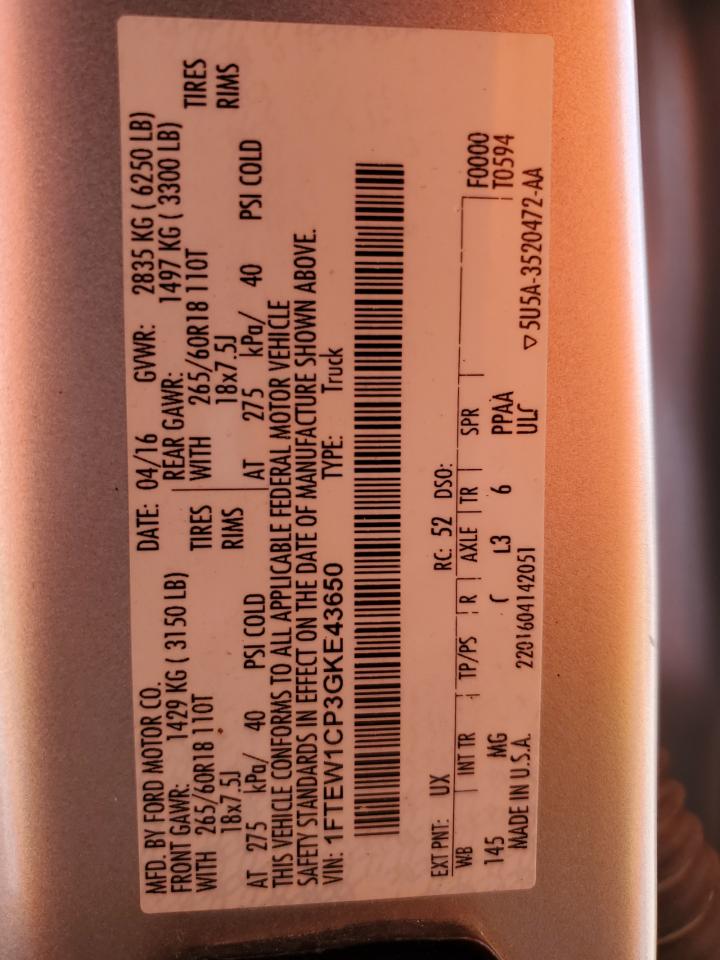 MFD. BY FORD MOTOR CO. DATE: 04/16 GVWR: 2835 KG ( 6250 LB)
FRONT GAWR: 1429 KG ( 3150 LB) REAR GAWR: 1497 KG ( 3300 LB)
WITH 265/60R18 110T TIRES WITH 265/60R18 110T TIRES
18x7.5J RIMS 18x7.5J RIMS
AT 275 kPa/ 40 PSI COLD AT 275 kPa/ 40 PSI COLD
THIS VEHICLE CONFORMS TO ALL APPLICABLE FEDERAL MOTOR VEHICLE
SAFETY STANDARDS IN EFFECT ON THE DATE OF MANUFACTURE SHOWN ABOVE.
VIN: 1FTEW1CP3GKE43650 TYPE: Truck
EXT PNT: UX RC: 52 DSO:
WB INT TR TP/PS R AXLE TR SPR F0000
145 MG C L3 6 PPAA T0594
MADE IN U.S.A. 2201604142051 ULC
▽5U5A-3520472-AA